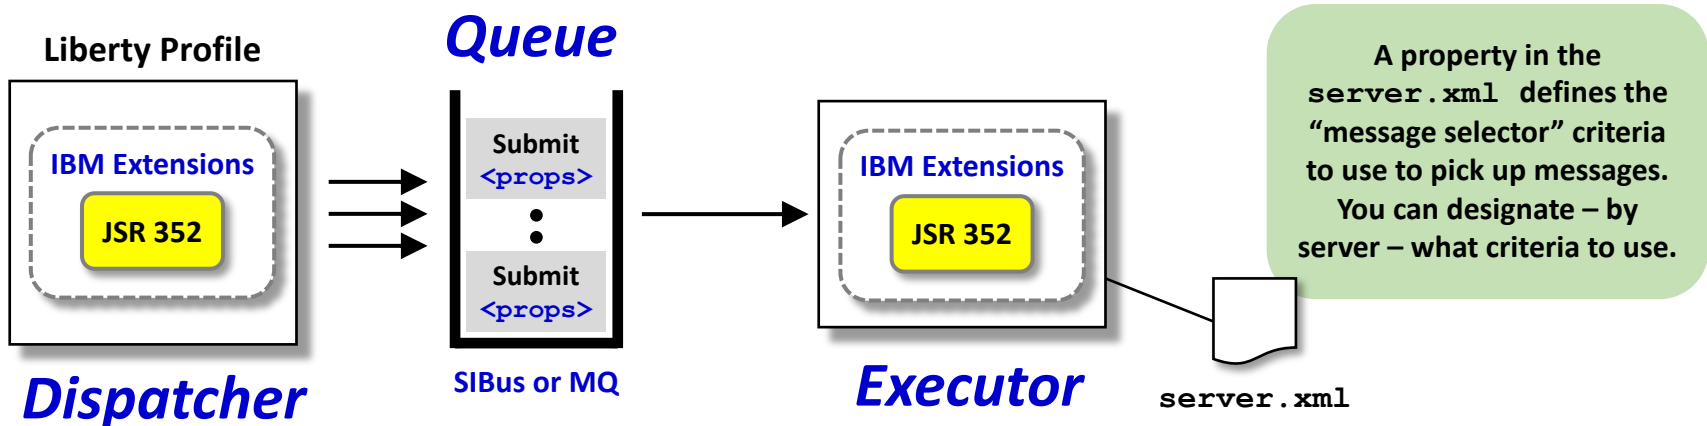 Liberty Profile
IBM Extensions
JSR 352
Dispatcher
Queue
Submit
<props>
Submit
<props>
SIBus or MQ
IBM Extensions
JSR 352
Executor
server.xml
A property in the
server.xml defines the
“message selector” criteria
to use to pick up messages.
You can designate – by
server – what criteria to use.